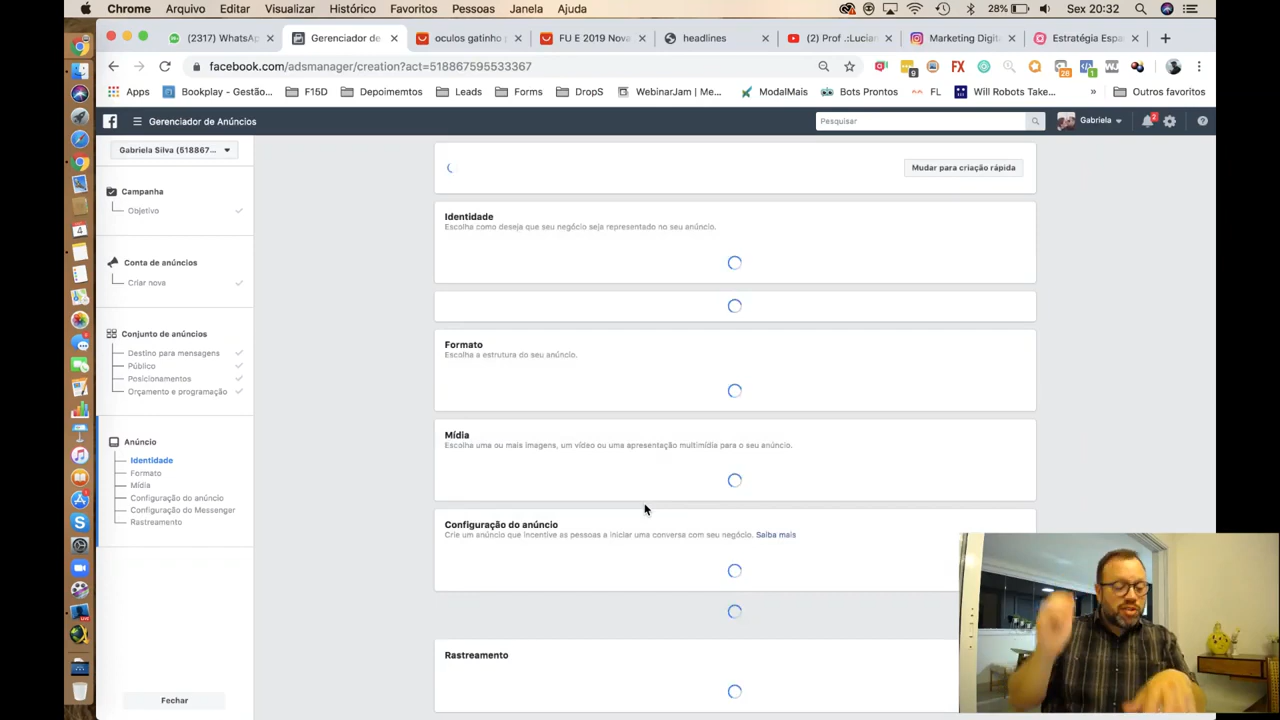 Chrome Arquivo Editar Visualizar Histórico Favoritos Pessoas Janela Ajuda 28% Sex 20:32
(2317) WhatsAp Gerenciador de oculos gatinho FU E 2019 Nova headlines (2) Prof .:Lucian Marketing Digit Estratégia Espa
facebook.com/adsmanager/creation?act=518867595533367
Apps Bookplay - Gestão... F15D Depoimentos Leads Forms DropS WebinarJam | Me... ModalMais Bots Prontos FL Will Robots Take... » Outros favoritos
Gerenciador de Anúncios Pesquisar Gabriela 2
Gabriela Silva (518867...
Mudar para criação rápida
Campanha
Objetivo
Conta de anúncios
Criar nova
Conjunto de anúncios
Destino para mensagens
Público
Posicionamentos
Orçamento e programação
Anúncio
Identidade
Formato
Mídia
Configuração do anúncio
Configuração do Messenger
Rastreamento
Fechar
Identidade
Escolha como deseja que seu negócio seja representado no seu anúncio.
Formato
Escolha a estrutura do seu anúncio.
Mídia
Escolha uma ou mais imagens, um vídeo ou uma apresentação multimídia para o seu anúncio.
Configuração do anúncio
Crie um anúncio que incentive as pessoas a iniciar uma conversa com seu negócio. Saiba mais
Rastreamento